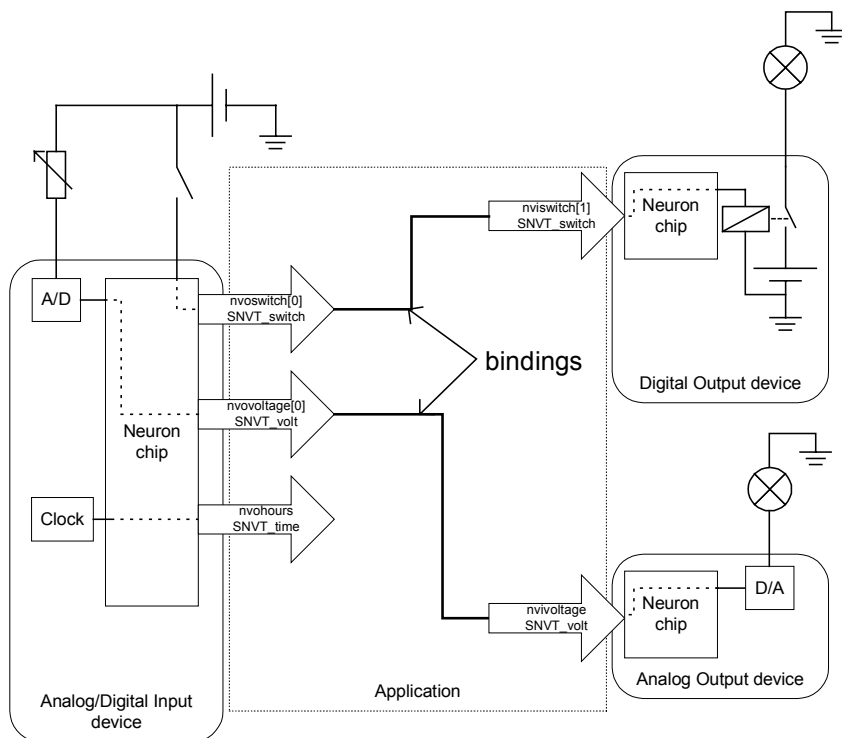 nviswitch[1]
SNVT_switch
Neuron
chip
A/D
nvoswitch[0]
SNVT_switch
bindings
Digital Output device
nvovoltage[0]
SNVT_volt
Neuron
chip
Clock
nvohours
SNVT_time
nvivoltage
SNVT_volt
Neuron
chip
D/A
Analog Output device
Analog/Digital Input
device
Application